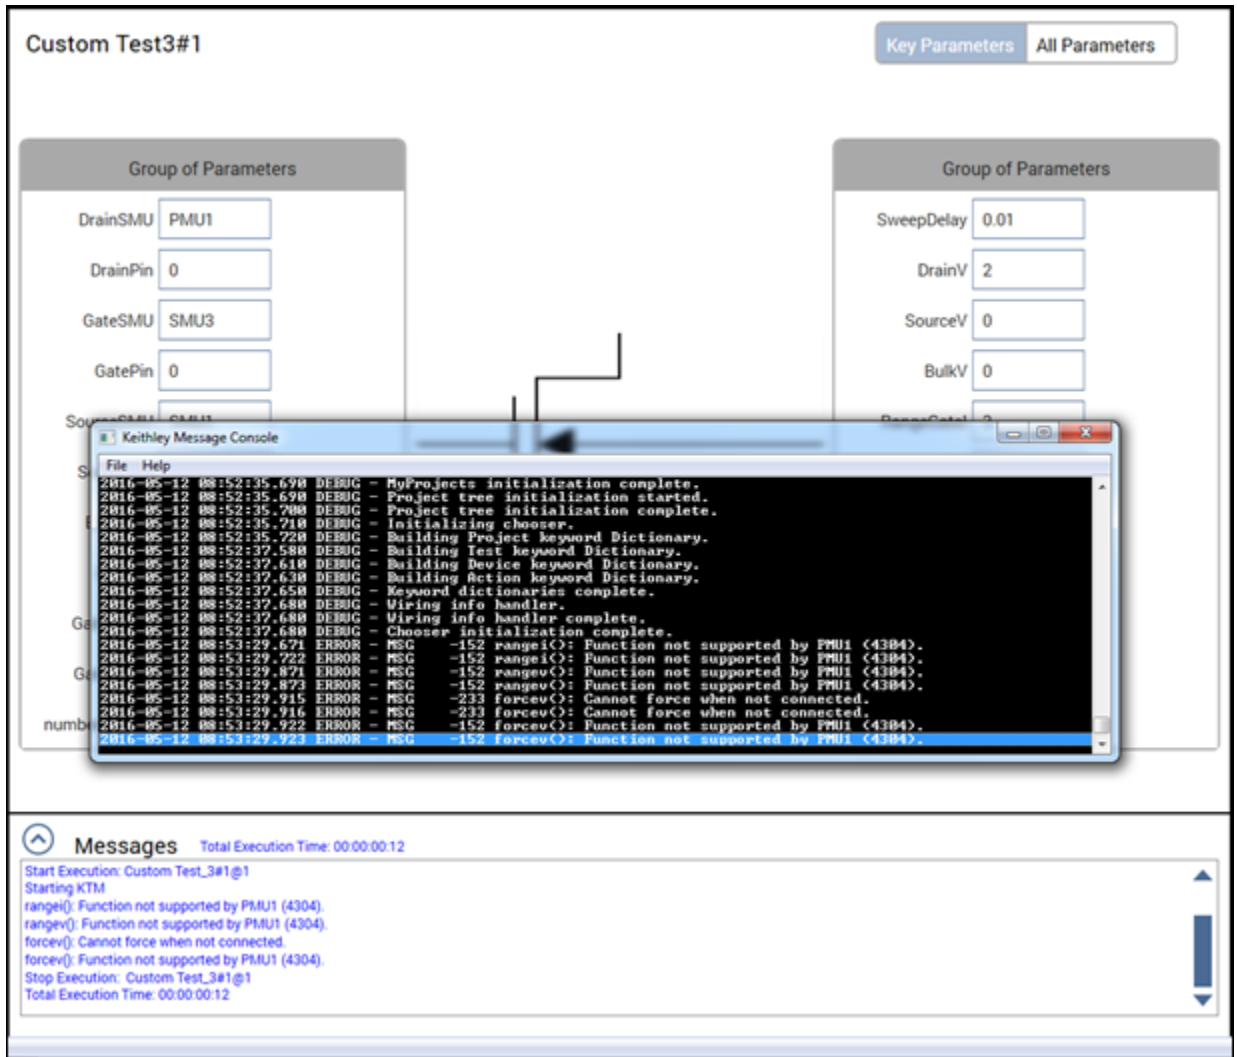 Custom Test3#1
Key Parameters
All Parameters
Group of Parameters
DrainSMU PMU1
DrainPin 0
GateSMU SMU3
GatePin 0
Group of Parameters
SweepDelay 0.01
DrainV 2
SourceV 0
BulkV 0
Keithley Message Console
File Help
2016-05-12 08:52:35.690 DEBUG - MyProjects initialization complete.
2016-05-12 08:52:35.690 DEBUG - Project tree initialization started.
2016-05-12 08:52:35.700 DEBUG - Project tree initialization complete.
2016-05-12 08:52:35.710 DEBUG - Initializing chooser.
2016-05-12 08:52:35.720 DEBUG - Building Project keyword Dictionary.
2016-05-12 08:52:37.580 DEBUG - Building Test keyword Dictionary.
2016-05-12 08:52:37.610 DEBUG - Building Device keyword Dictionary.
2016-05-12 08:52:37.630 DEBUG - Building Action keyword Dictionary.
2016-05-12 08:52:37.650 DEBUG - Keyword dictionaries complete.
2016-05-12 08:52:37.680 DEBUG - Wiring info handler.
2016-05-12 08:52:37.680 DEBUG - Wiring info handler complete.
2016-05-12 08:52:37.680 DEBUG - Chooser initialization complete.
2016-05-12 08:53:29.671 ERROR - MSG -152 rangei(): Function not supported by PMU1 (4304).
2016-05-12 08:53:29.722 ERROR - MSG -152 rangei(): Function not supported by PMU1 (4304).
2016-05-12 08:53:29.871 ERROR - MSG -152 rangev(): Function not supported by PMU1 (4304).
2016-05-12 08:53:29.873 ERROR - MSG -152 rangev(): Function not supported by PMU1 (4304).
2016-05-12 08:53:29.915 ERROR - MSG -233 forcev(): Cannot force when not connected.
2016-05-12 08:53:29.916 ERROR - MSG -233 forcev(): Cannot force when not connected.
2016-05-12 08:53:29.922 ERROR - MSG -152 forcev(): Function not supported by PMU1 (4304).
2016-05-12 08:53:29.923 ERROR - MSG -152 forcev(): Function not supported by PMU1 (4304).
Messages Total Execution Time: 00:00:00:12
Start Execution: Custom Test_3#1@1
Starting KTM
rangei(): Function not supported by PMU1 (4304).
rangev(): Function not supported by PMU1 (4304).
forcev(): Cannot force when not connected.
forcev(): Function not supported by PMU1 (4304).
Stop Execution: Custom Test_3#1@1
Total Execution Time: 00:00:00:12